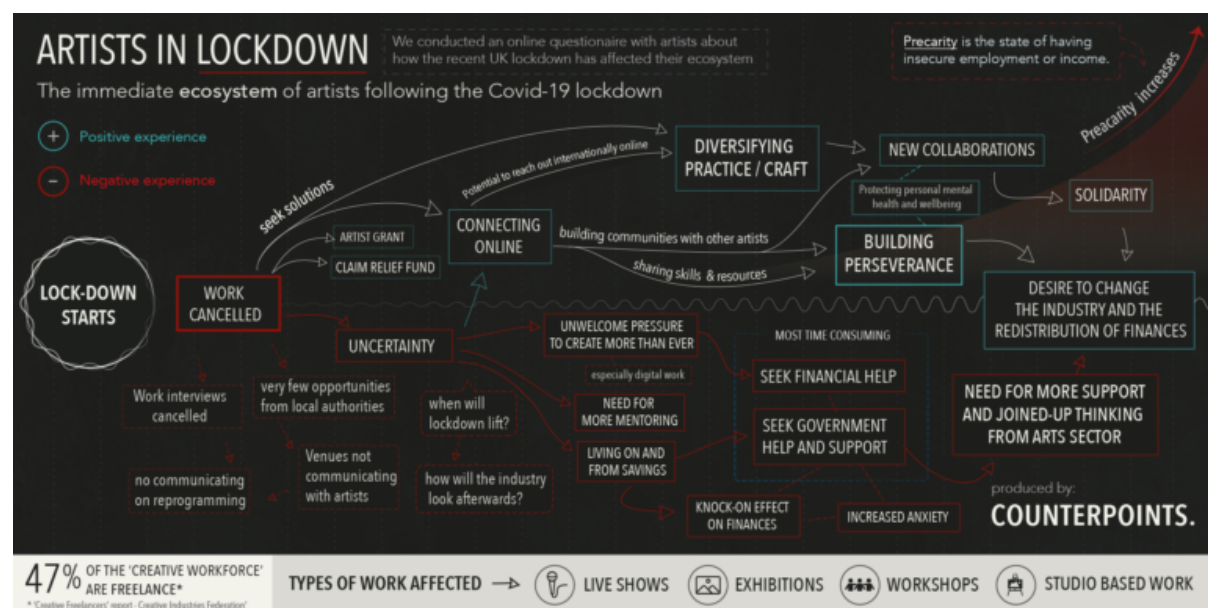 ARTISTS IN LOCKDOWN
We conducted an online questionaire with artists about
how the recent UK lockdown has affected their ecosystem
Precarity is the state of having
insecure employment or income.
The immediate ecosystem of artists following the Covid-19 lockdown
+ Positive experience
- Negative experience
Preacarity increases
seek solutions
Potential to reach out internationally online
DIVERSIFYING
PRACTICE / CRAFT
NEW COLLABORATIONS
Protecting personal mental
health and wellbeing
SOLIDARITY
ARTIST GRANT
CLAIM RELIEF FUND
CONNECTING
ONLINE
building communities with other artists
sharing skills & resources
BUILDING
PERSEVERANCE
LOCK-DOWN
STARTS
WORK
CANCELLED
DESIRE TO CHANGE
THE INDUSTRY AND THE
REDISTRIBUTION OF FINANCES
UNCERTAINTY
UNWELCOME PRESSURE
TO CREATE MORE THAN EVER
especially digital work
MOST TIME CONSUMING
SEEK FINANCIAL HELP
SEEK GOVERNMENT
HELP AND SUPPORT
NEED FOR MORE SUPPORT
AND JOINED-UP THINKING
FROM ARTS SECTOR
Work interviews
cancelled
very few opportunities
from local authorities
when will
lockdown lift?
NEED FOR
MORE MENTORING
LIVING ON AND
FROM SAVINGS
no communicating
on reprogramming
Venues not
communicating
with artists
how will the industry
look afterwards?
KNOCK-ON EFFECT
ON FINANCES
INCREASED ANXIETY
produced by:
COUNTERPOINTS.
47% OF THE 'CREATIVE WORKFORCE'
ARE FREELANCE*
* 'Creative Freelancers' report - Creative Industries Federation'
TYPES OF WORK AFFECTED
LIVE SHOWS
EXHIBITIONS
WORKSHOPS
STUDIO BASED WORK